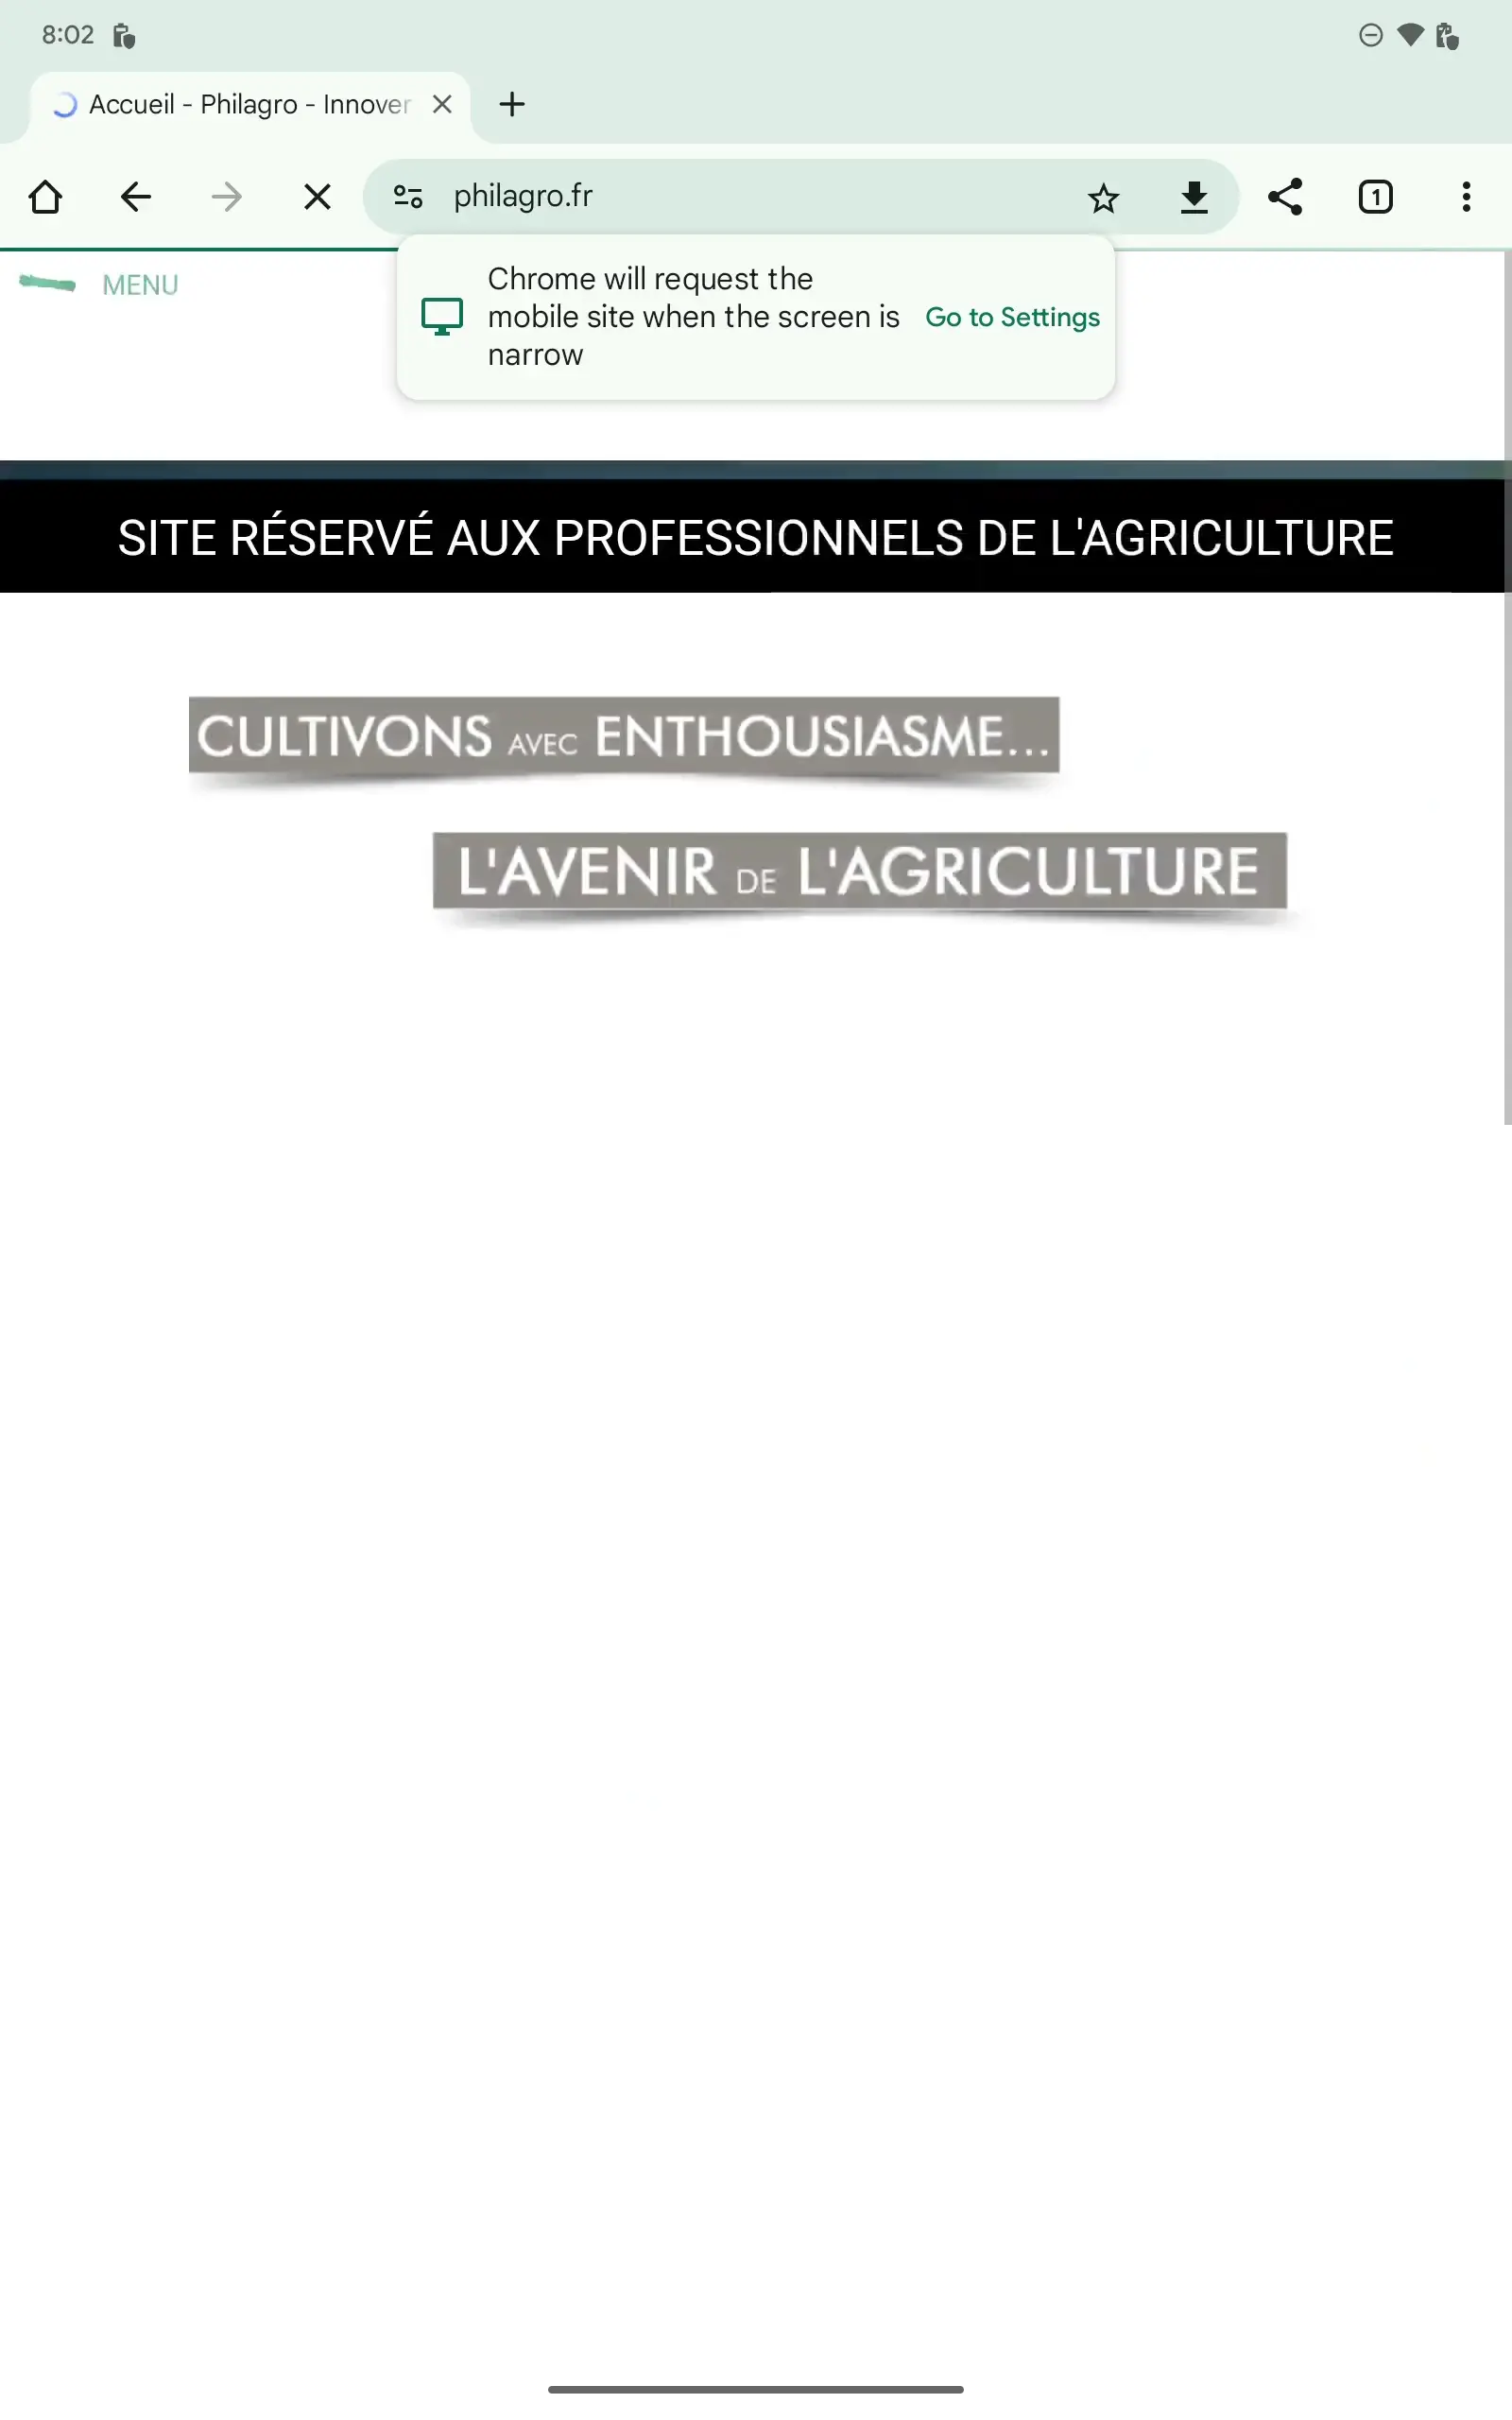 8:02
Accueil - Philagro - Innover
philagro.fr
1
MENU
Chrome will request the
mobile site when the screen is
narrow
Go to Settings
SITE RÉSERVÉ AUX PROFESSIONNELS DE L'AGRICULTURE
CULTIVONS AVEC ENTHOUSIASME...
L'AVENIR DE L'AGRICULTURE